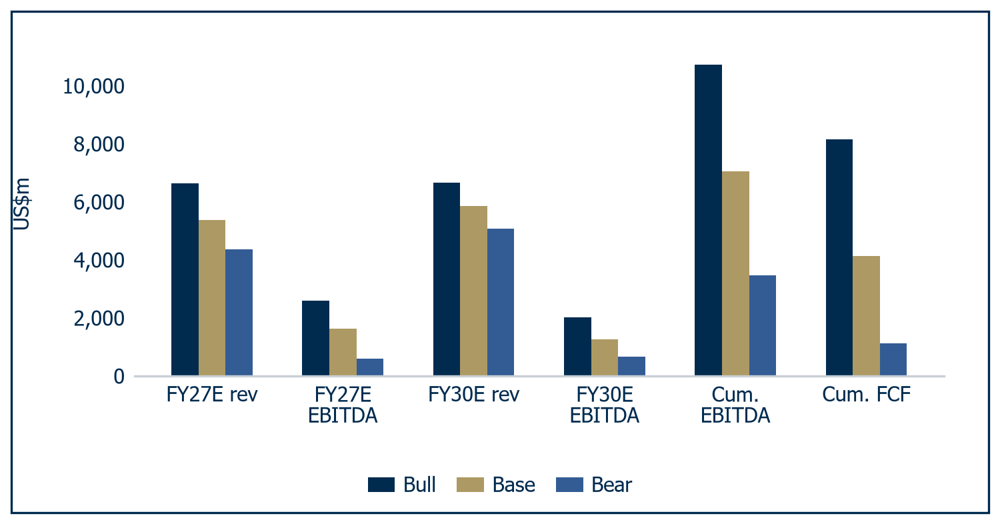 10,000
8,000
6,000
4,000
2,000
0
US$m
FY27E rev
FY27E
EBITDA
FY30E rev
FY30E
EBITDA
Cum.
EBITDA
Cum. FCF
Bull
Base
Bear